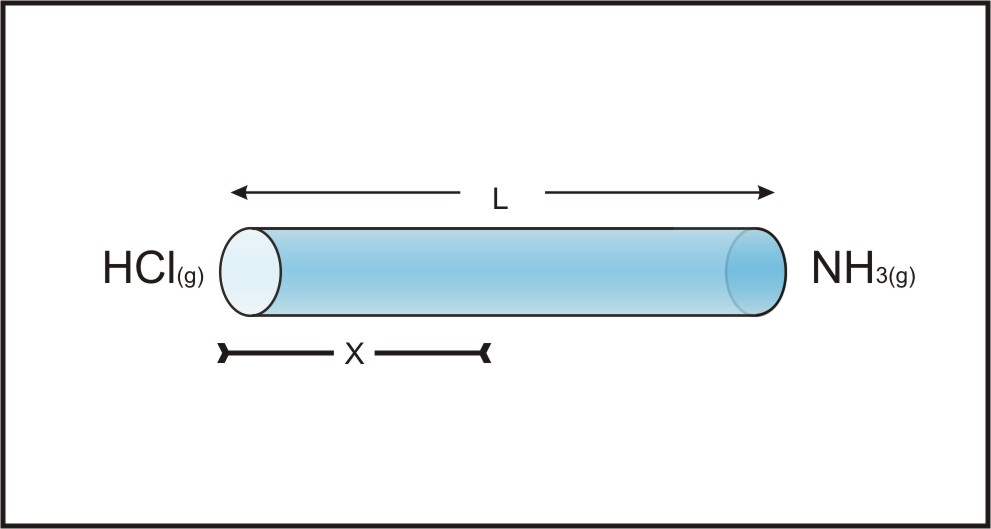 L
HCl(g)
NH3(g)
X